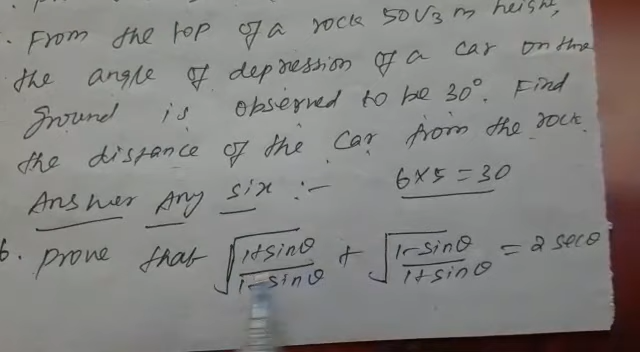 . From the top of a rock 50√3 m height,
the angle of depression of a car on the
ground is observed to be 30°. Find
the distance of the car from the rock.
Answer Any six :- 6×5=30
6. prove that √(1+sinθ/1-sinθ) + √(1-sinθ/1+sinθ) = 2 secθ